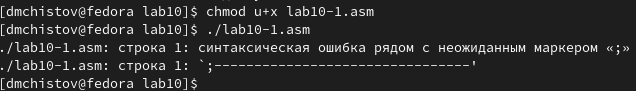 [dmchistov@fedora lab10]$ chmod u+x lab10-1.asm
[dmchistov@fedora lab10]$ ./lab10-1.asm
./lab10-1.asm: строка 1: синтаксическая ошибка рядом с неожиданным маркером «;»
./lab10-1.asm: строка 1: `;--------------------------------'
[dmchistov@fedora lab10]$